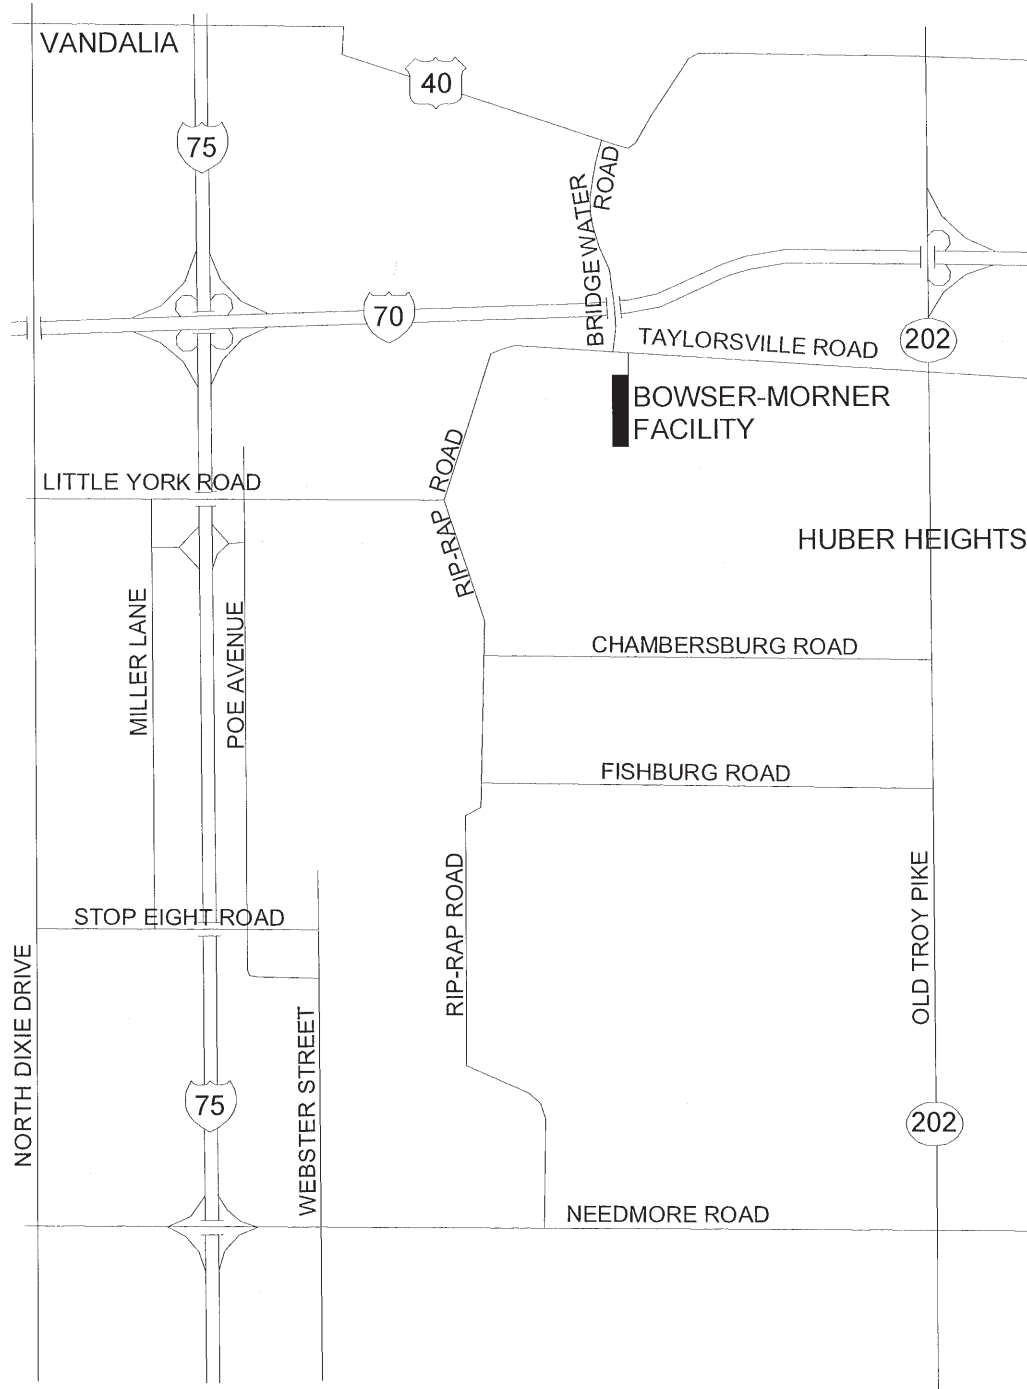 VANDALIA
40
75
BRIDGEWATER
ROAD
70
TAYLORSVILLE ROAD
202
BOWSER-MORNER
FACILITY
LITTLE YORK ROAD
RIP-RAP ROAD
HUBER HEIGHTS
MILLER LANE
POE AVENUE
CHAMBERSBURG ROAD
FISHBURG ROAD
STOP EIGHT ROAD
RIP-RAP ROAD
OLD TROY PIKE
NORTH DIXIE DRIVE
WEBSTER STREET
75
202
NEEDMORE ROAD